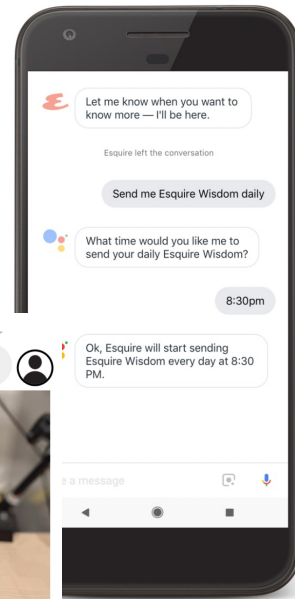 Let me know when you want to
know more — I'll be here.
Esquire left the conversation
Send me Esquire Wisdom daily
What time would you like me to
send your daily Esquire Wisdom?
8:30pm
Ok, Esquire will start sending
Esquire Wisdom every day at 8:30
PM.
e a message